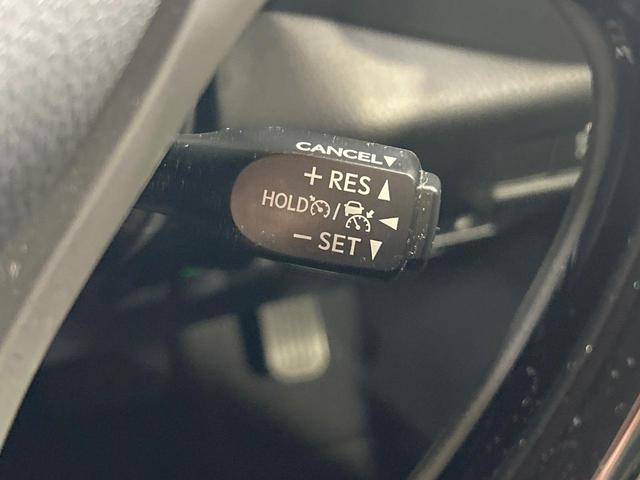 CANCEL▼
+ RES ▲
HOLD / ◀
− SET ▼